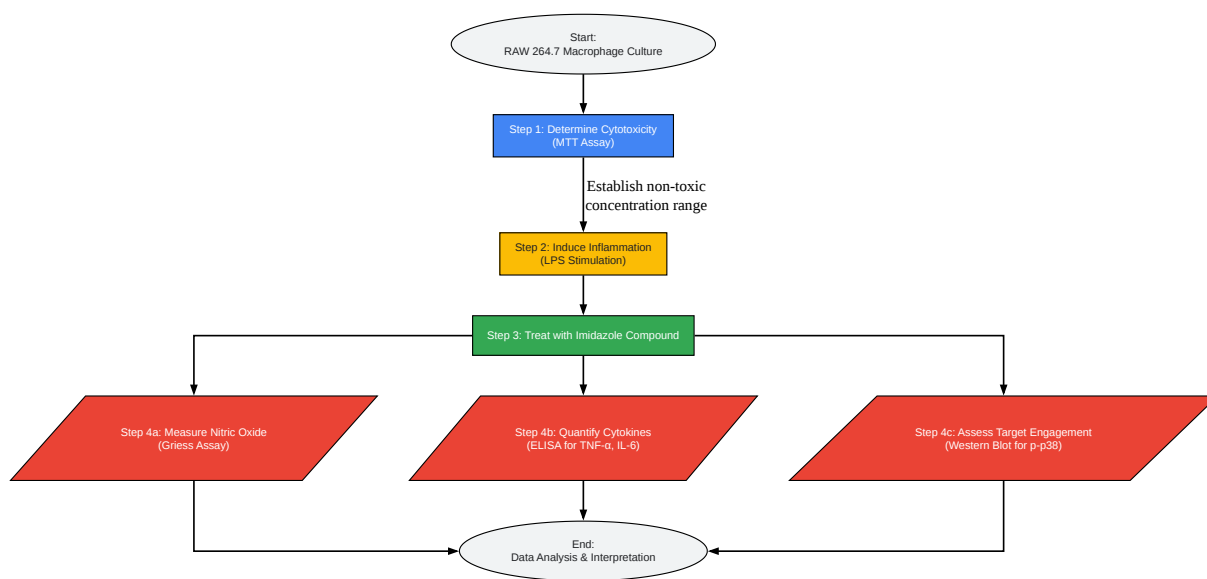 Start:
RAW 264.7 Macrophage Culture
Step 1: Determine Cytotoxicity
(MTT Assay)
Establish non-toxic
concentration range
Step 2: Induce Inflammation
(LPS Stimulation)
Step 3: Treat with Imidazole Compound
Step 4a: Measure Nitric Oxide
(Griess Assay)
Step 4b: Quantify Cytokines
(ELISA for TNF-α, IL-6)
Step 4c: Assess Target Engagement
(Western Blot for p-p38)
End:
Data Analysis & Interpretation